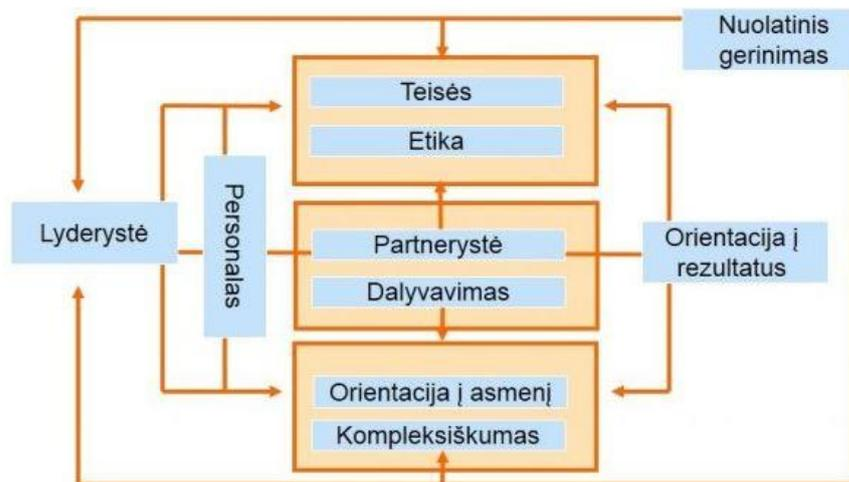 Nuolatinis
gerinimas
Teisės
Etika
Lyderystė
Personalas
Partnerystė
Dalyvavimas
Orientacija į
rezultatus
Orientacija į asmenį
Kompleksiškumas